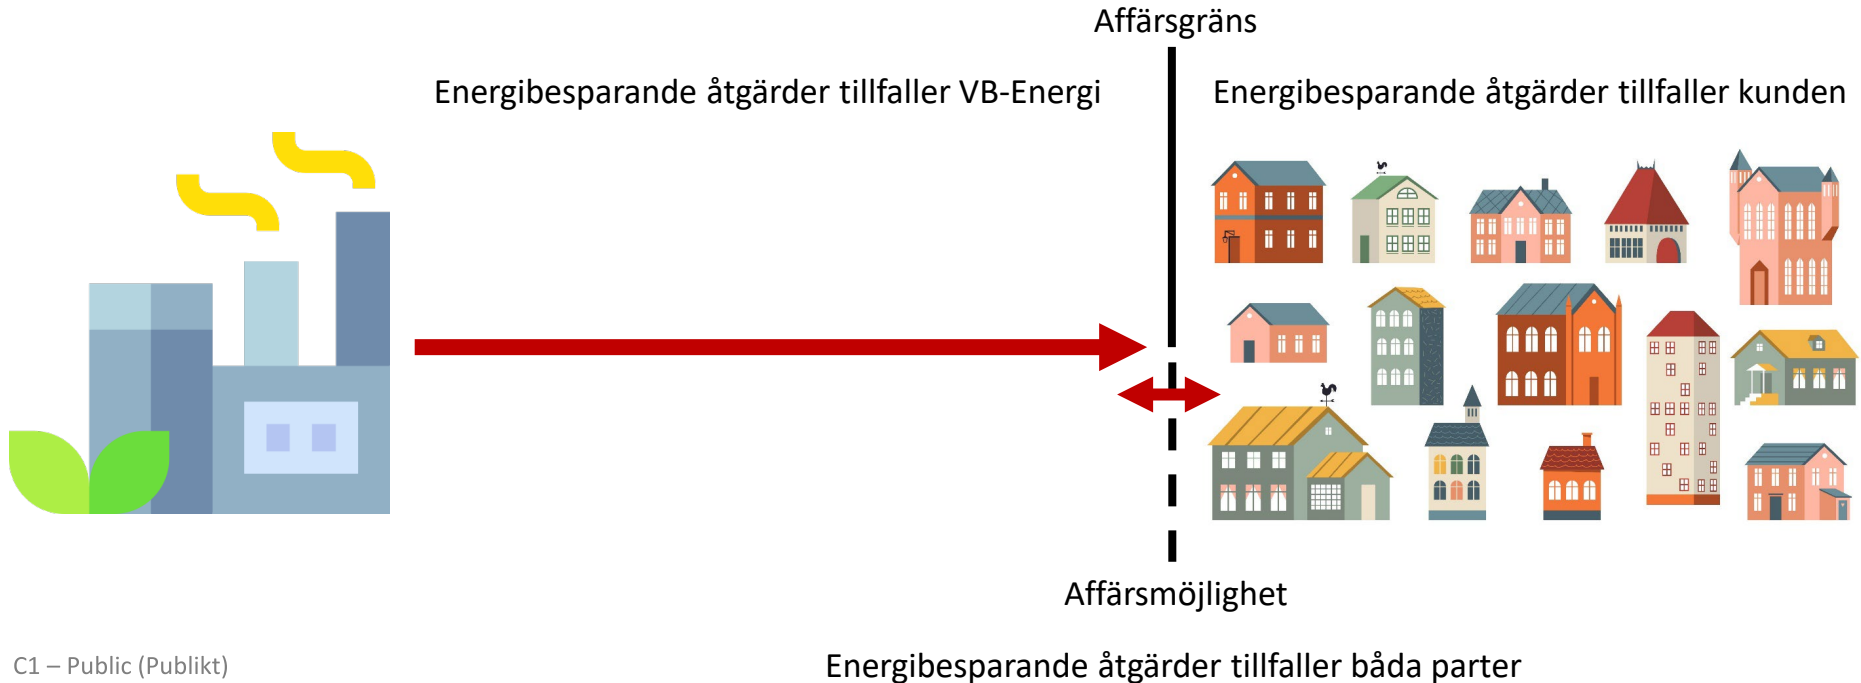 Affärsgräns
Energibesparande åtgärder tillfaller VB-Energi
Energibesparande åtgärder tillfaller kunden
Affärsmöjlighet
Energibesparande åtgärder tillfaller båda parter
C1 – Public (Publikt)